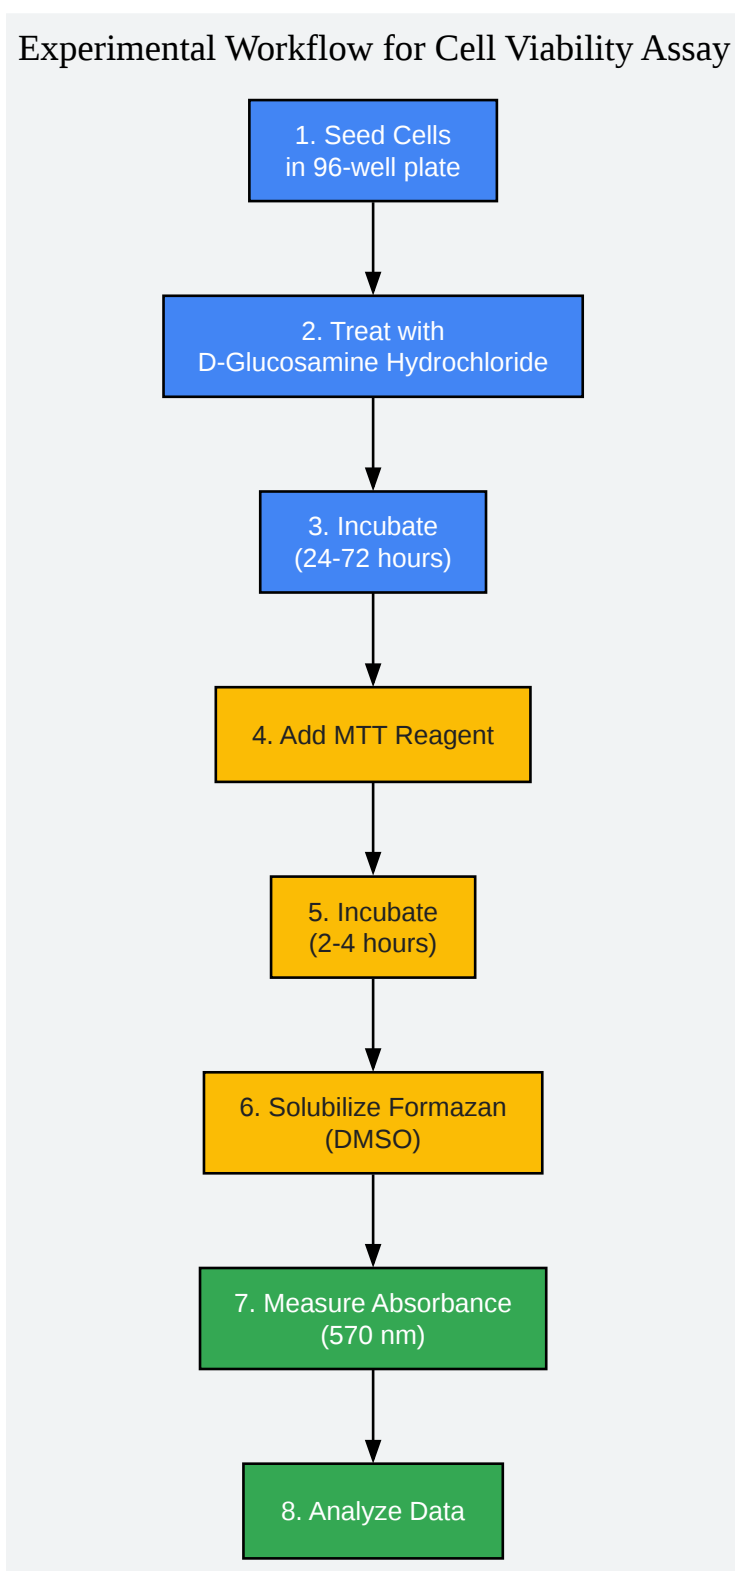 Experimental Workflow for Cell Viability Assay
1. Seed Cells
in 96-well plate
2. Treat with
D-Glucosamine Hydrochloride
3. Incubate
(24-72 hours)
4. Add MTT Reagent
5. Incubate
(2-4 hours)
6. Solubilize Formazan
(DMSO)
7. Measure Absorbance
(570 nm)
8. Analyze Data